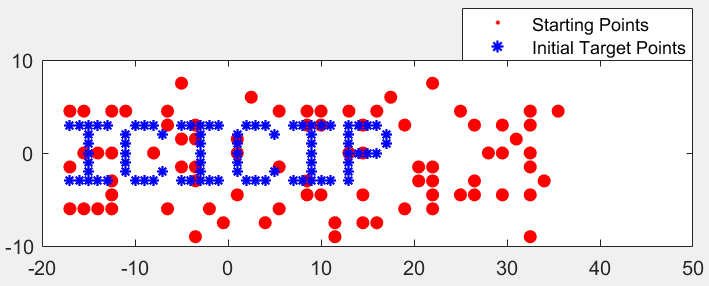 Starting Points
Initial Target Points
10
0
-10
ICICIP
-20 -10 0 10 20 30 40 50